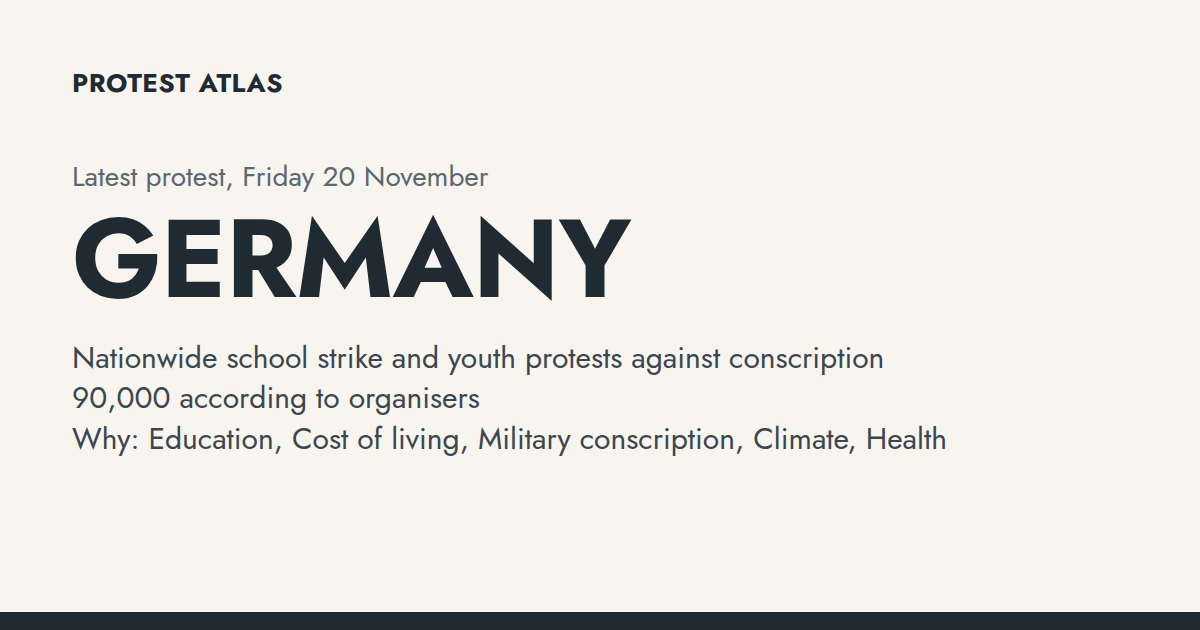 PROTEST ATLAS
Latest protest, Friday 20 November
GERMANY
Nationwide school strike and youth protests against conscription
90,000 according to organisers
Why: Education, Cost of living, Military conscription, Climate, Health